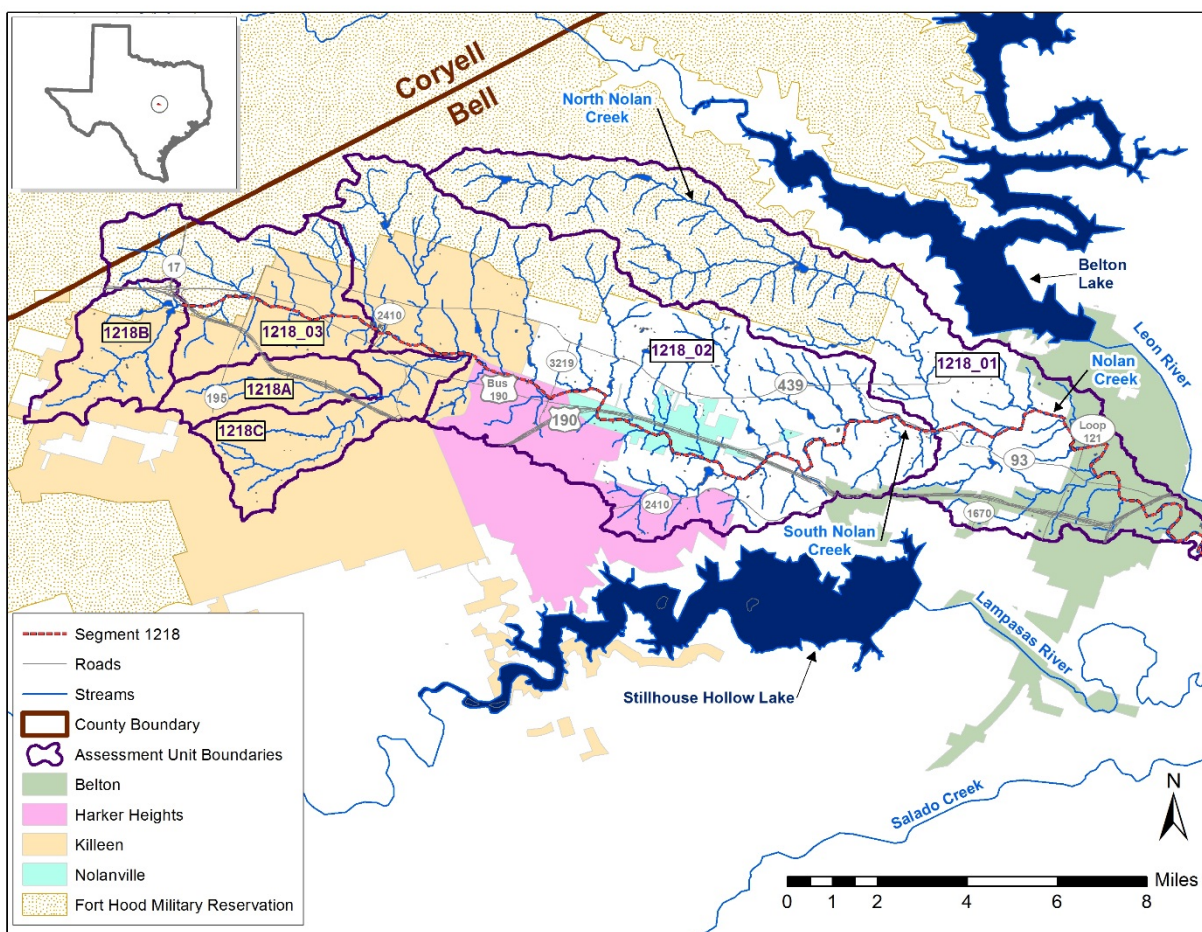 Coryell
Bell
North Nolan
Creek
Belton
Lake
Leon River
17
1218B
1218_03
2410
1218_02
1218_01
Nolan
Creek
195
1218A
Bus
190
3219
439
Loop
121
1218C
190
93
2410
1670
South Nolan
Creek
Lampasas River
Stillhouse Hollow Lake
Salado Creek
N
Segment 1218
Roads
Streams
County Boundary
Assessment Unit Boundaries
Belton
Harker Heights
Killeen
Nolanville
Fort Hood Military Reservation
Miles
0 1 2 4 6 8